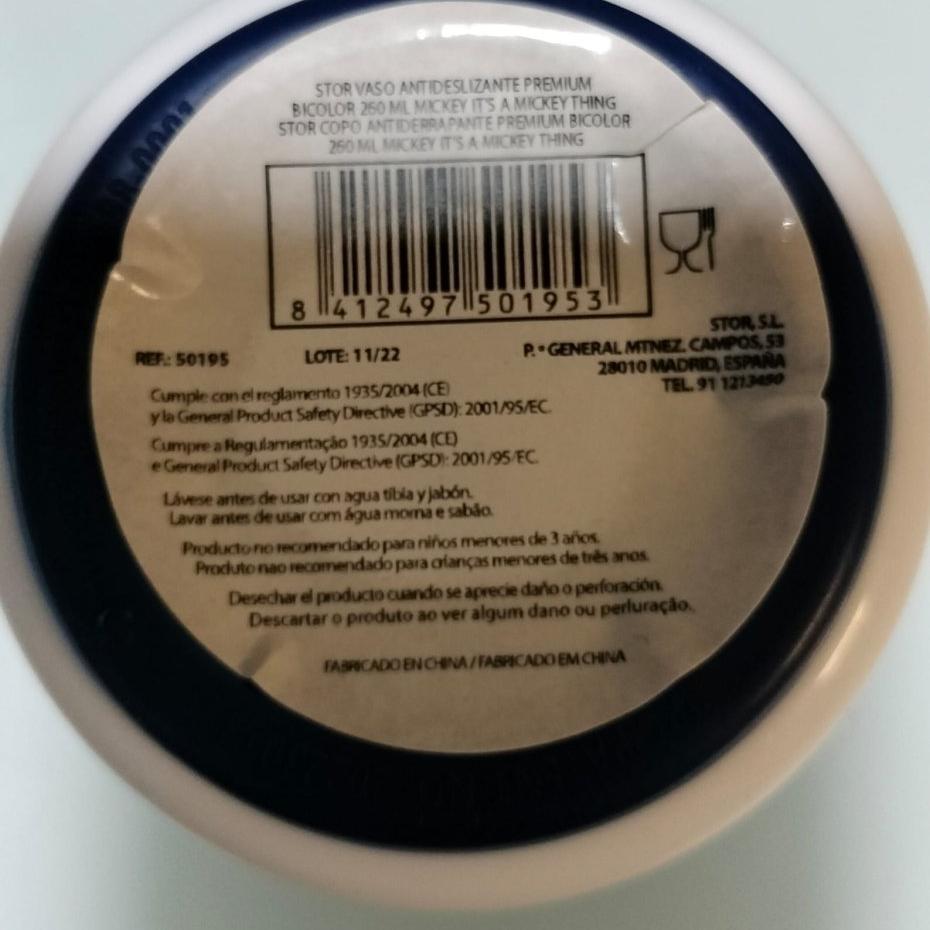 STOR VASO ANTIDESLIZANTE PREMIUM
BICOLOR 260 ML MICKEY IT'S A MICKEY THING
STOR COPO ANTIDERRAPANTE PREMIUM BICOLOR
260 ML MICKEY IT'S A MICKEY THING
8 412497 501953
STOR, S.L.
P.º GENERAL MTNEZ. CAMPOS, 53
28010 MADRID, ESPAÑA
TEL. 91 1213490
REF.: 50195
LOTE: 11/22
Cumple con el reglamento 1935/2004 (CE)
y la General Product Safety Directive (GPSD): 2001/95/EC.
Cumpre a Regulamentação 1935/2004 (CE)
e General Product Safety Directive (GPSD): 2001/95/EC.
Lávese antes de usar con agua tibia y jabón.
Lavar antes de usar com água morna e sabão.
Producto no recomendado para niños menores de 3 años.
Produto nao recomendado para crianças menores de três anos.
Desechar el producto cuando se aprecie daño o perforación.
Descartar o produto ao ver algum dano ou perluração.
FABRICADO EN CHINA / FABRICADO EM CHINA